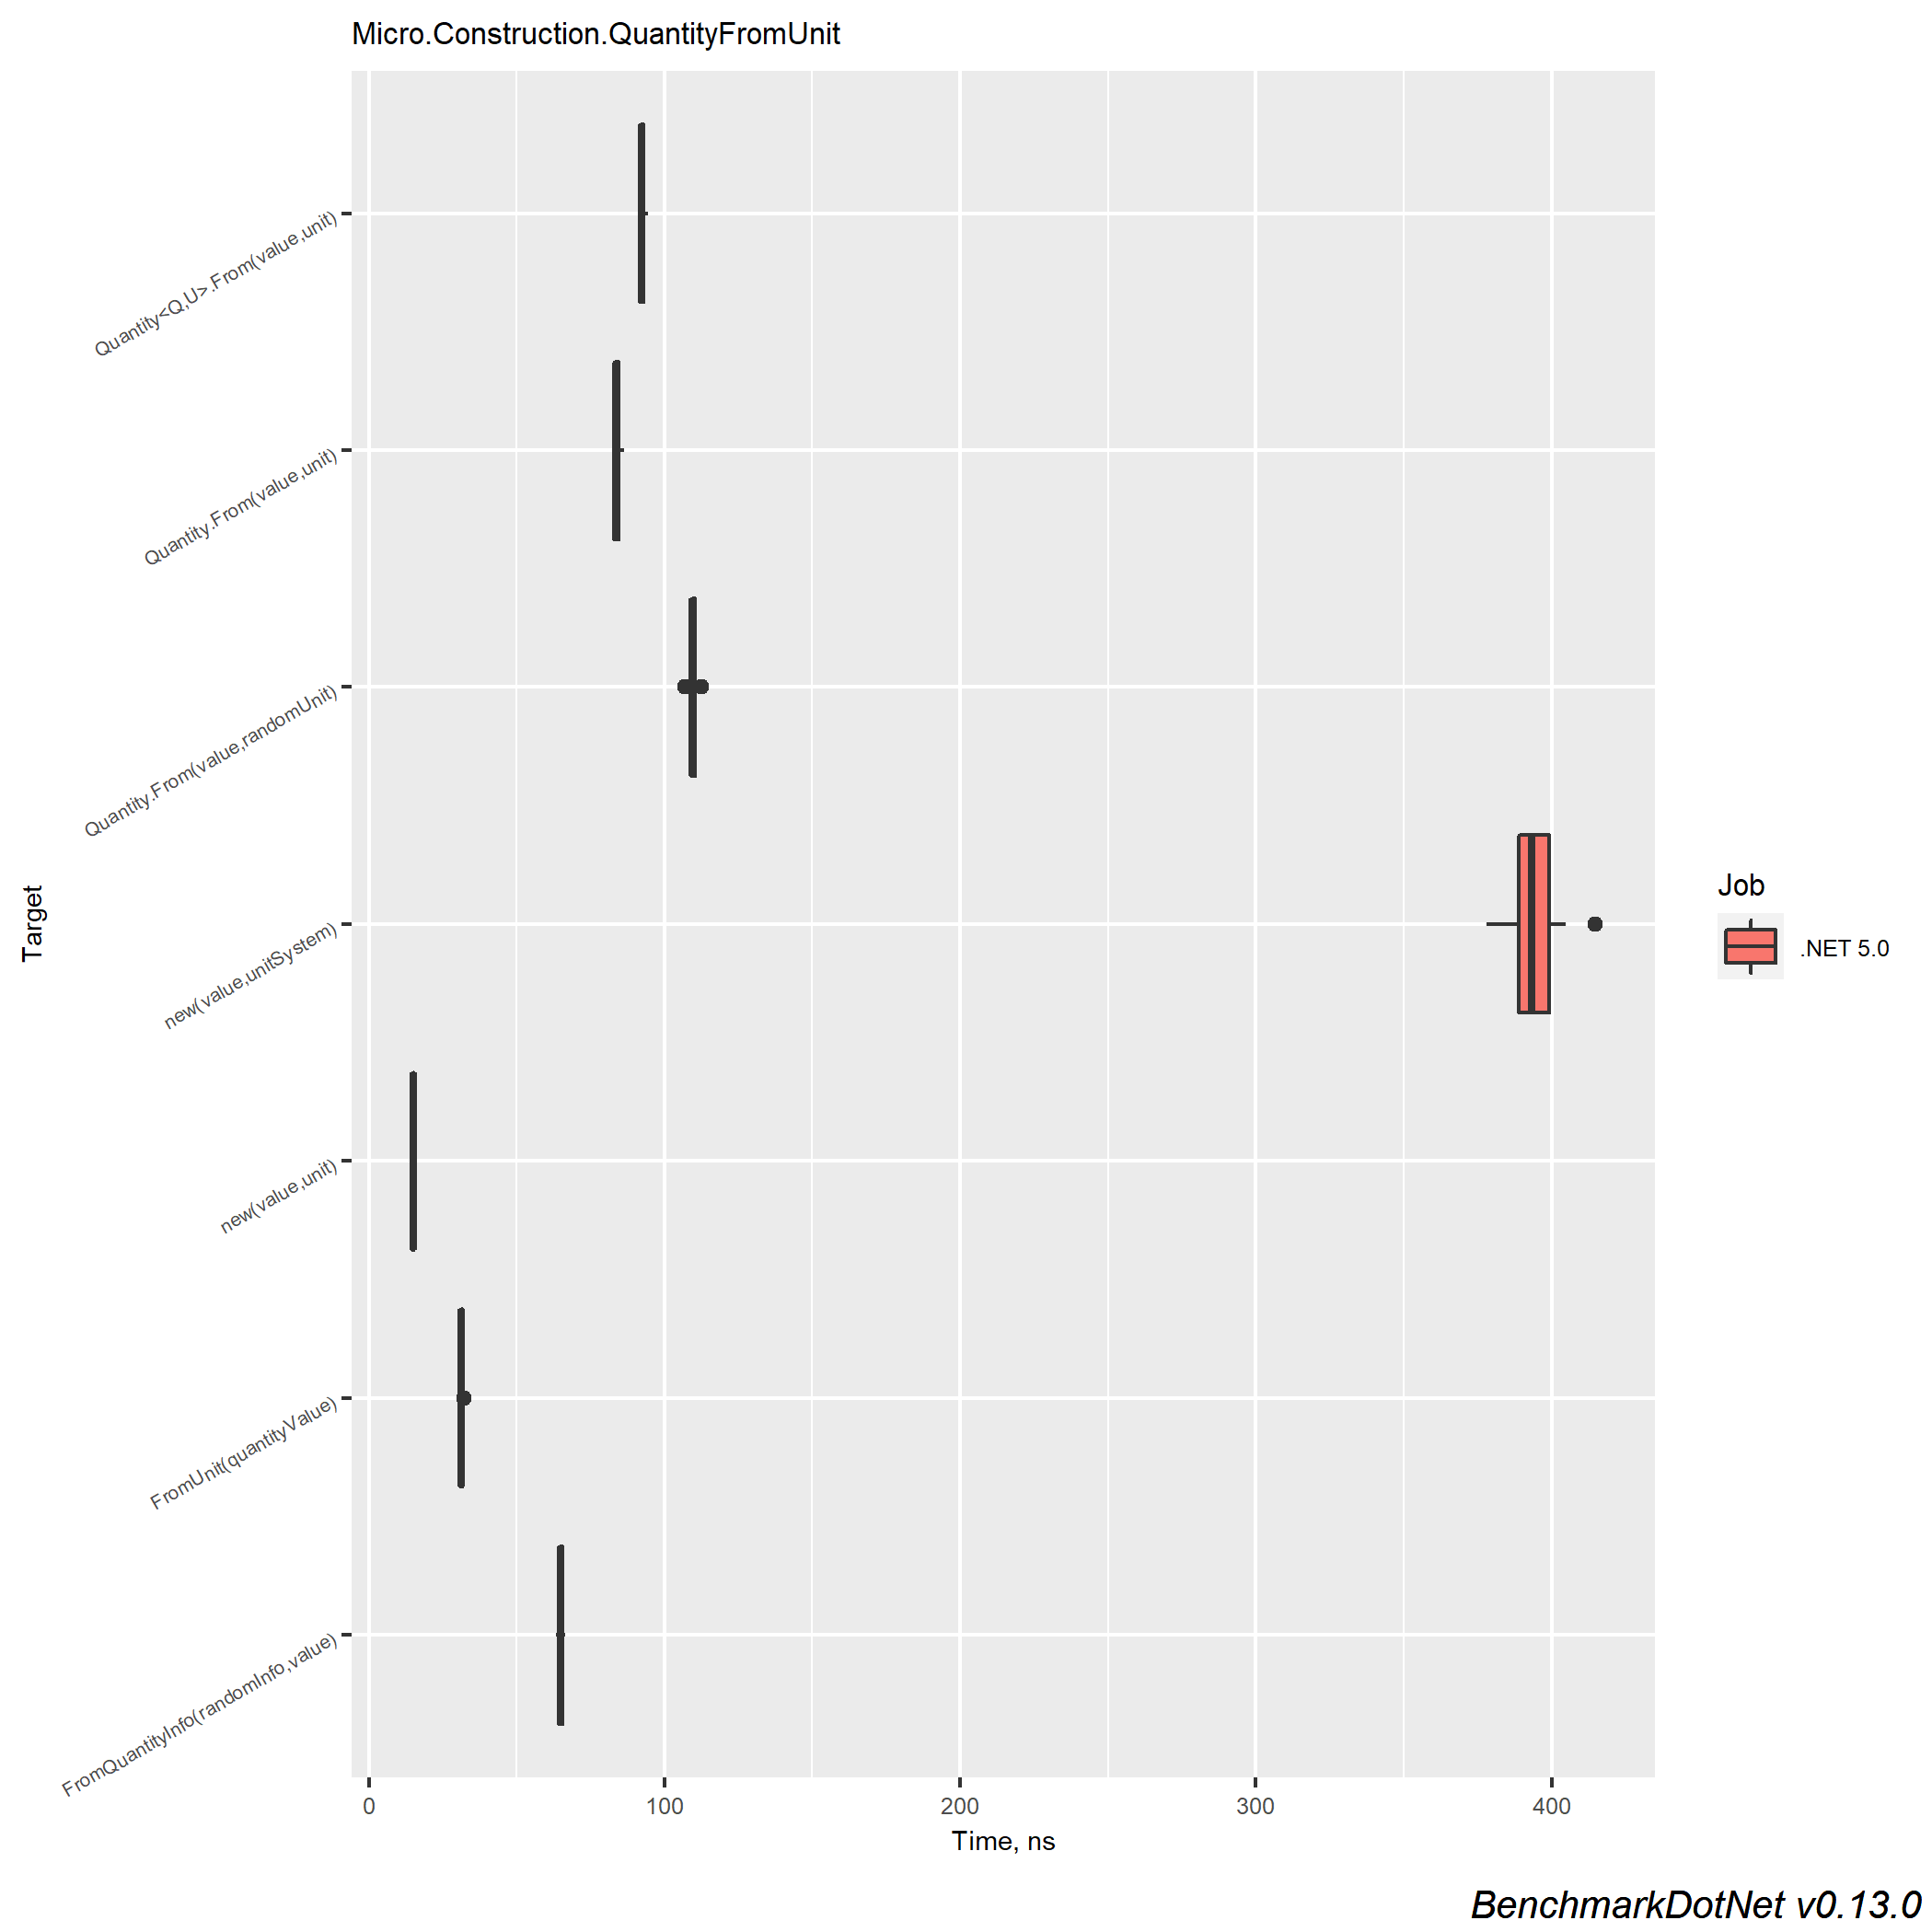 Micro.Construction.QuantityFromUnit
Quantity<Q,U>.From(value,unit)
Quantity.From(value,unit)
Quantity.From(value,randomUnit)
new(value,unitSystem)
new(value,unit)
FromUnit(quantityValue)
FromQuantityInfo(randomInfo,value)
Target
0 100 200 300 400
Time, ns
Job
.NET 5.0
BenchmarkDotNet v0.13.0